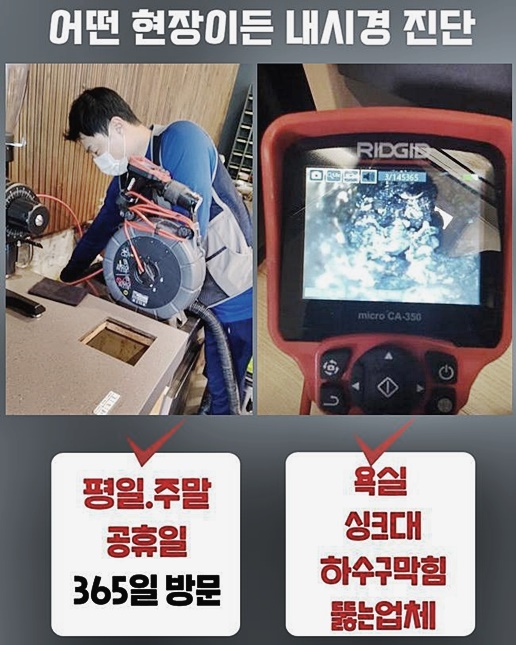 어떤 현장이든 내시경 진단
RIDGID
3/145365
micro CA-350
평일.주말
공휴일
365일 방문
욕실
싱크대
하수구막힘
뚫는업체